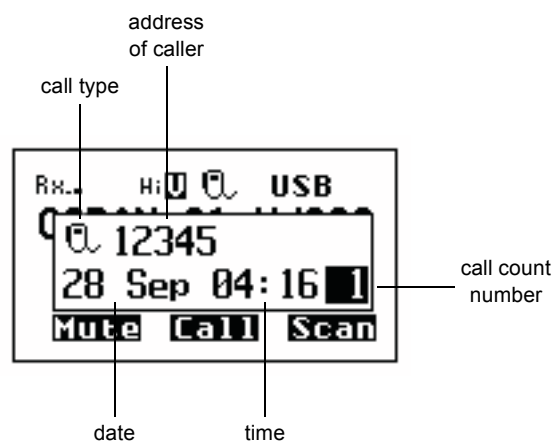 address
of caller
call type
Rx Hi U USB
12345
28 Sep 04:16 1
call count
number
Mute Call Scan
date
time